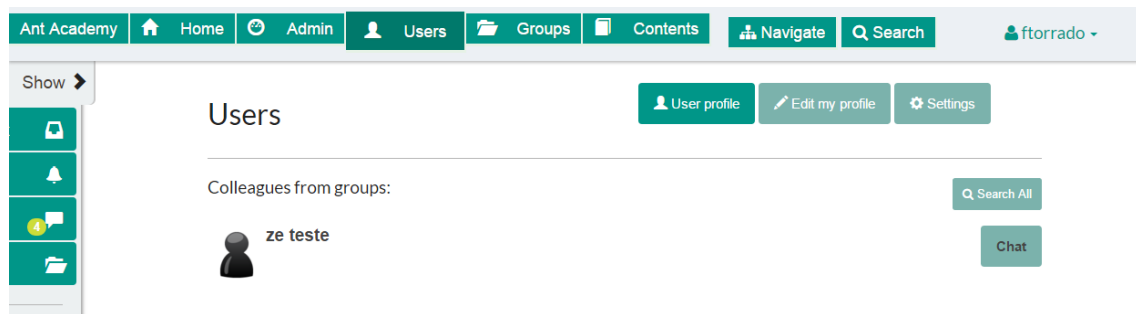 Ant Academy Home Admin Users Groups Contents Navigate Search ftorrado
Show
Users
User profile Edit my profile Settings
Colleagues from groups:
Search All
ze teste
Chat
4